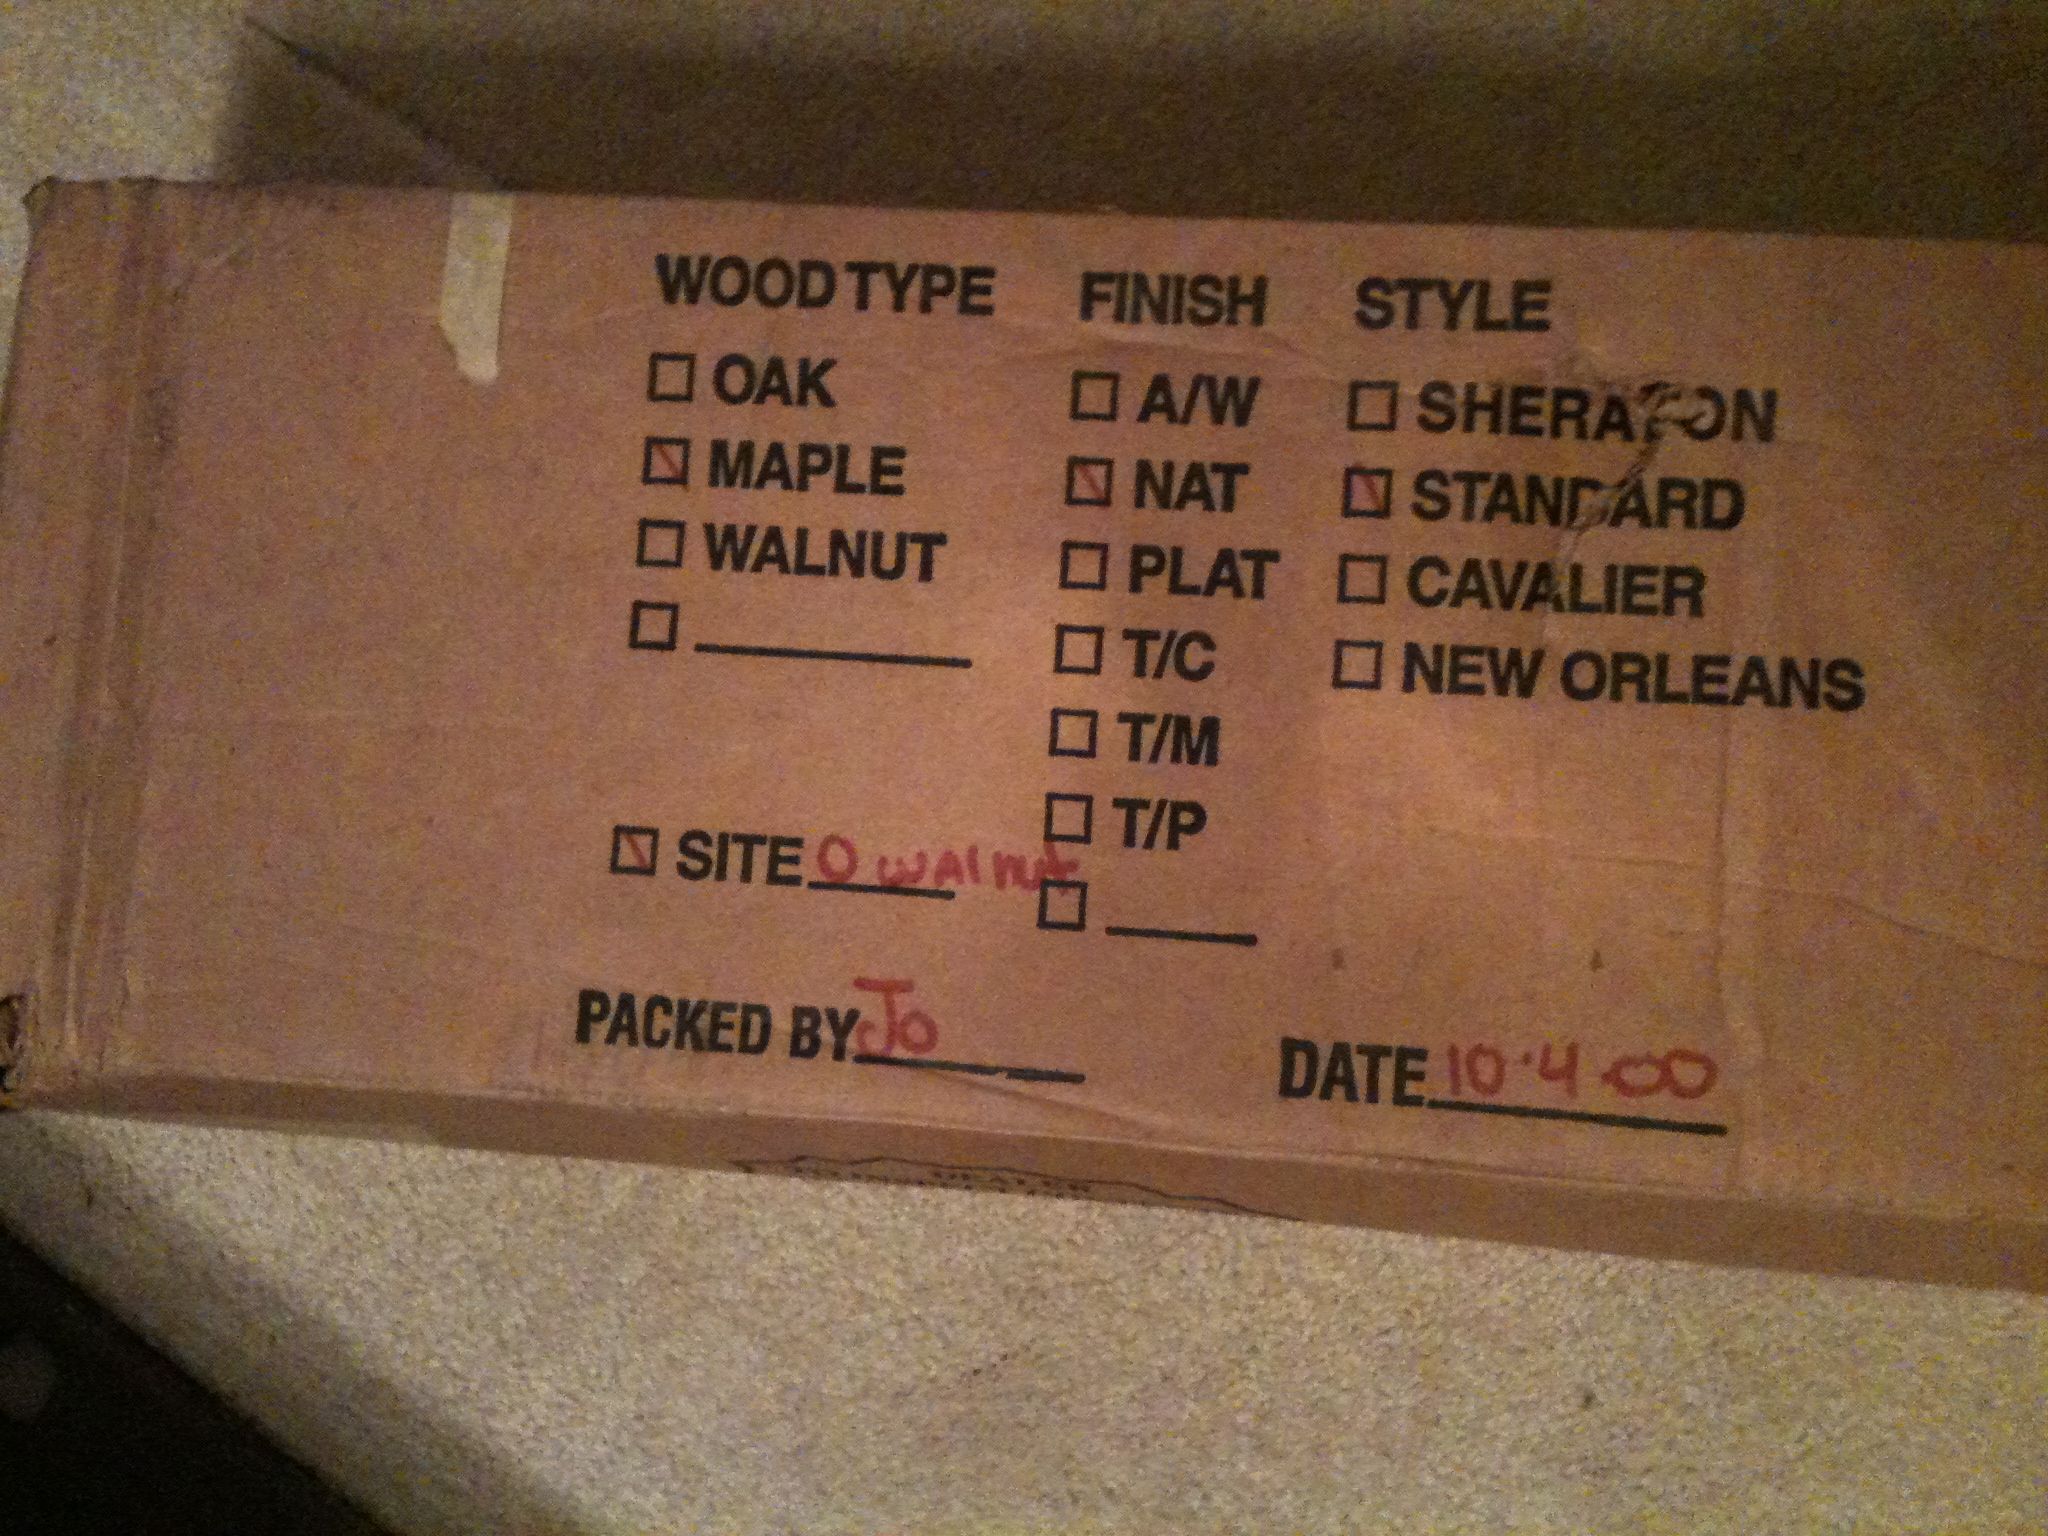 WOOD TYPE FINISH STYLE
OAK A/W SHERATON
MAPLE NAT STANDARD
WALNUT PLAT CAVALIER
T/C NEW ORLEANS
T/M
T/P
SITE O walnut
PACKED BY Jo DATE 10·4·00